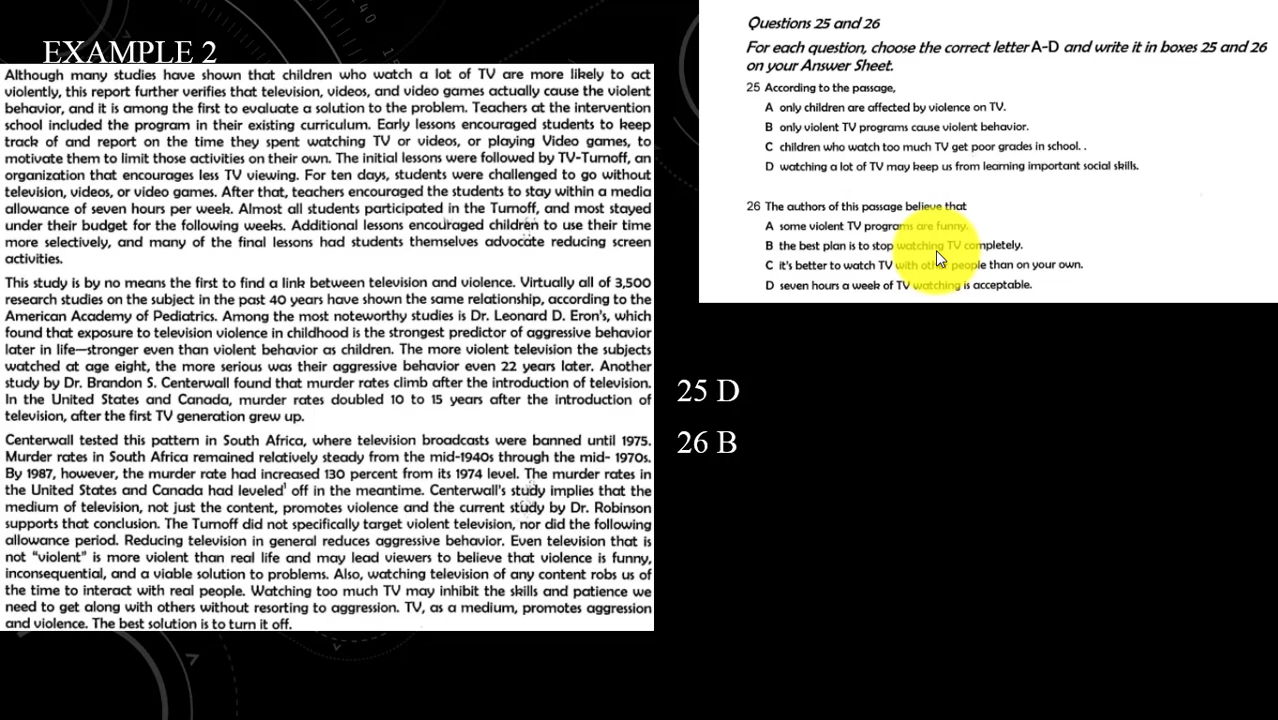 EXAMPLE 2
Although many studies have shown that children who watch a lot of TV are more likely to act
violently, this report further verifies that television, videos, and video games actually cause the violent
behavior, and it is among the first to evaluate a solution to the problem. Teachers at the intervention
school included the program in their existing curriculum. Early lessons encouraged students to keep
track of and report on the time they spent watching TV or videos, or playing Video games, to
motivate them to limit those activities on their own. The initial lessons were followed by TV-Turnoff, an
organization that encourages less TV viewing. For ten days, students were challenged to go without
television, videos, or video games. After that, teachers encouraged the students to stay within a media
allowance of seven hours per week. Almost all students participated in the Turnoff, and most stayed
under their budget for the following weeks. Additional lessons encouraged children to use their time
more selectively, and many of the final lessons had students themselves advocate reducing screen
activities.
This study is by no means the first to find a link between television and violence. Virtually all of 3,500
research studies on the subject in the past 40 years have shown the same relationship, according to the
American Academy of Pediatrics. Among the most noteworthy studies is Dr. Leonard D. Eron's, which
found that exposure to television violence in childhood is the strongest predictor of aggressive behavior
later in life—stronger even than violent behavior as children. The more violent television the subjects
watched at age eight, the more serious was their aggressive behavior even 22 years later. Another
study by Dr. Brandon S. Centerwall found that murder rates climb after the introduction of television.
In the United States and Canada, murder rates doubled 10 to 15 years after the introduction of
television, after the first TV generation grew up.
Centerwall tested this pattern in South Africa, where television broadcasts were banned until 1975.
Murder rates in South Africa remained relatively steady from the mid-1940s through the mid- 1970s.
By 1987, however, the murder rate had increased 130 percent from its 1974 level. The murder rates in
the United States and Canada had leveled' off in the meantime. Centerwall's study implies that the
medium of television, not just the content, promotes violence and the current study by Dr. Robinson
supports that conclusion. The Turnoff did not specifically target violent television, nor did the following
allowance period. Reducing television in general reduces aggressive behavior. Even television that is
not "violent" is more violent than real life and may lead viewers to believe that violence is funny,
inconsequential, and a viable solution to problems. Also, watching television of any content robs us of
the time to interact with real people. Watching too much TV may inhibit the skills and patience we
need to get along with others without resorting to aggression. TV, as a medium, promotes aggression
and violence. The best solution is to turn it off.
Questions 25 and 26
For each question, choose the correct letter A-D and write it in boxes 25 and 26
on your Answer Sheet.
25 According to the passage,
A only children are affected by violence on TV.
B only violent TV programs cause violent behavior.
C children who watch too much TV get poor grades in school. .
D watching a lot of TV may keep us from learning important social skills.
26 The authors of this passage believe that
A some violent TV programs are funny.
B the best plan is to stop watching TV completely.
C it's better to watch TV with other people than on your own.
D seven hours a week of TV watching is acceptable.
25 D
26 B
40